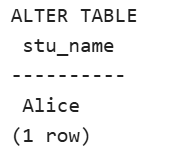 ALTER TABLE
stu_name
----------
Alice
(1 row)